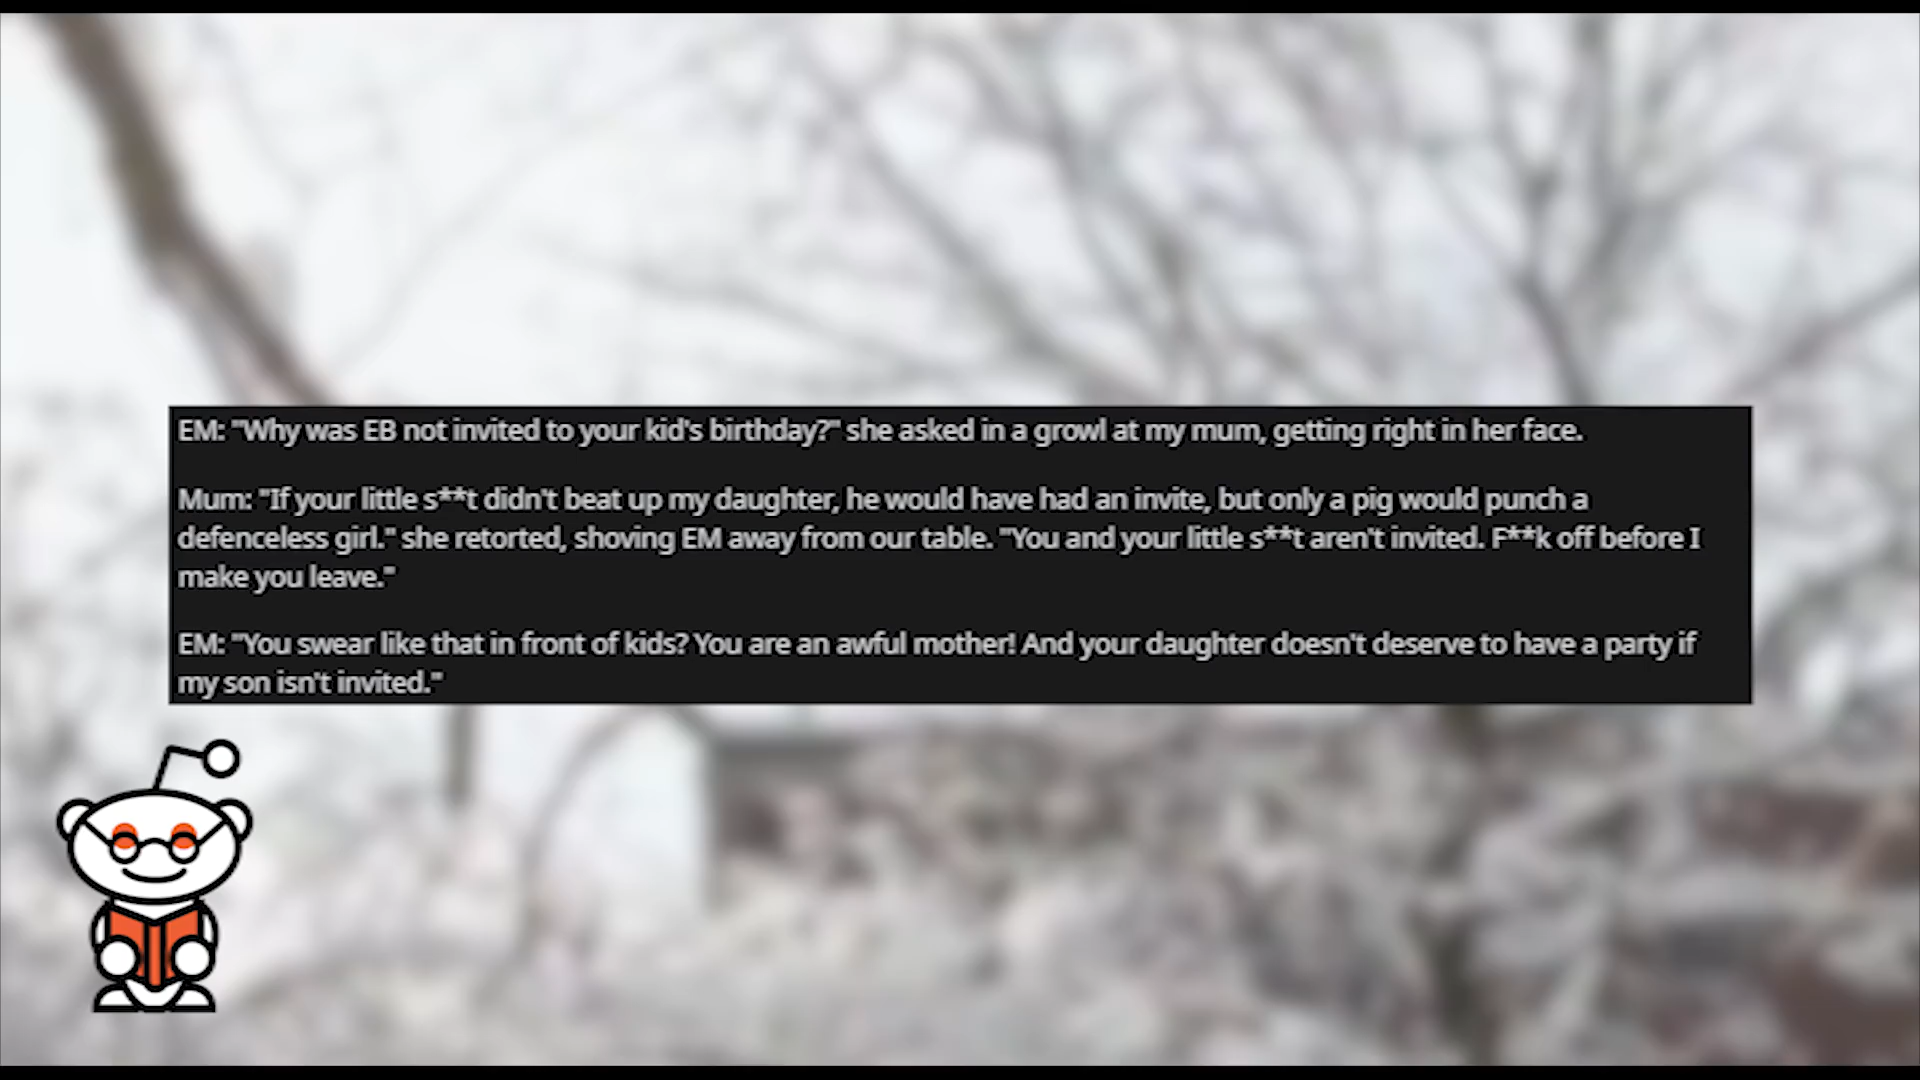 EM: "Why was EB not invited to your kid's birthday?" she asked in a growl at my mum, getting right in her face.
Mum: "If your little s**t didn't beat up my daughter, he would have had an invite, but only a pig would punch a
defenceless girl." she retorted, shoving EM away from our table. "You and your little s**t aren't invited. F**k off before I
make you leave."
EM: "You swear like that in front of kids? You are an awful mother! And your daughter doesn't deserve to have a party if
my son isn't invited."